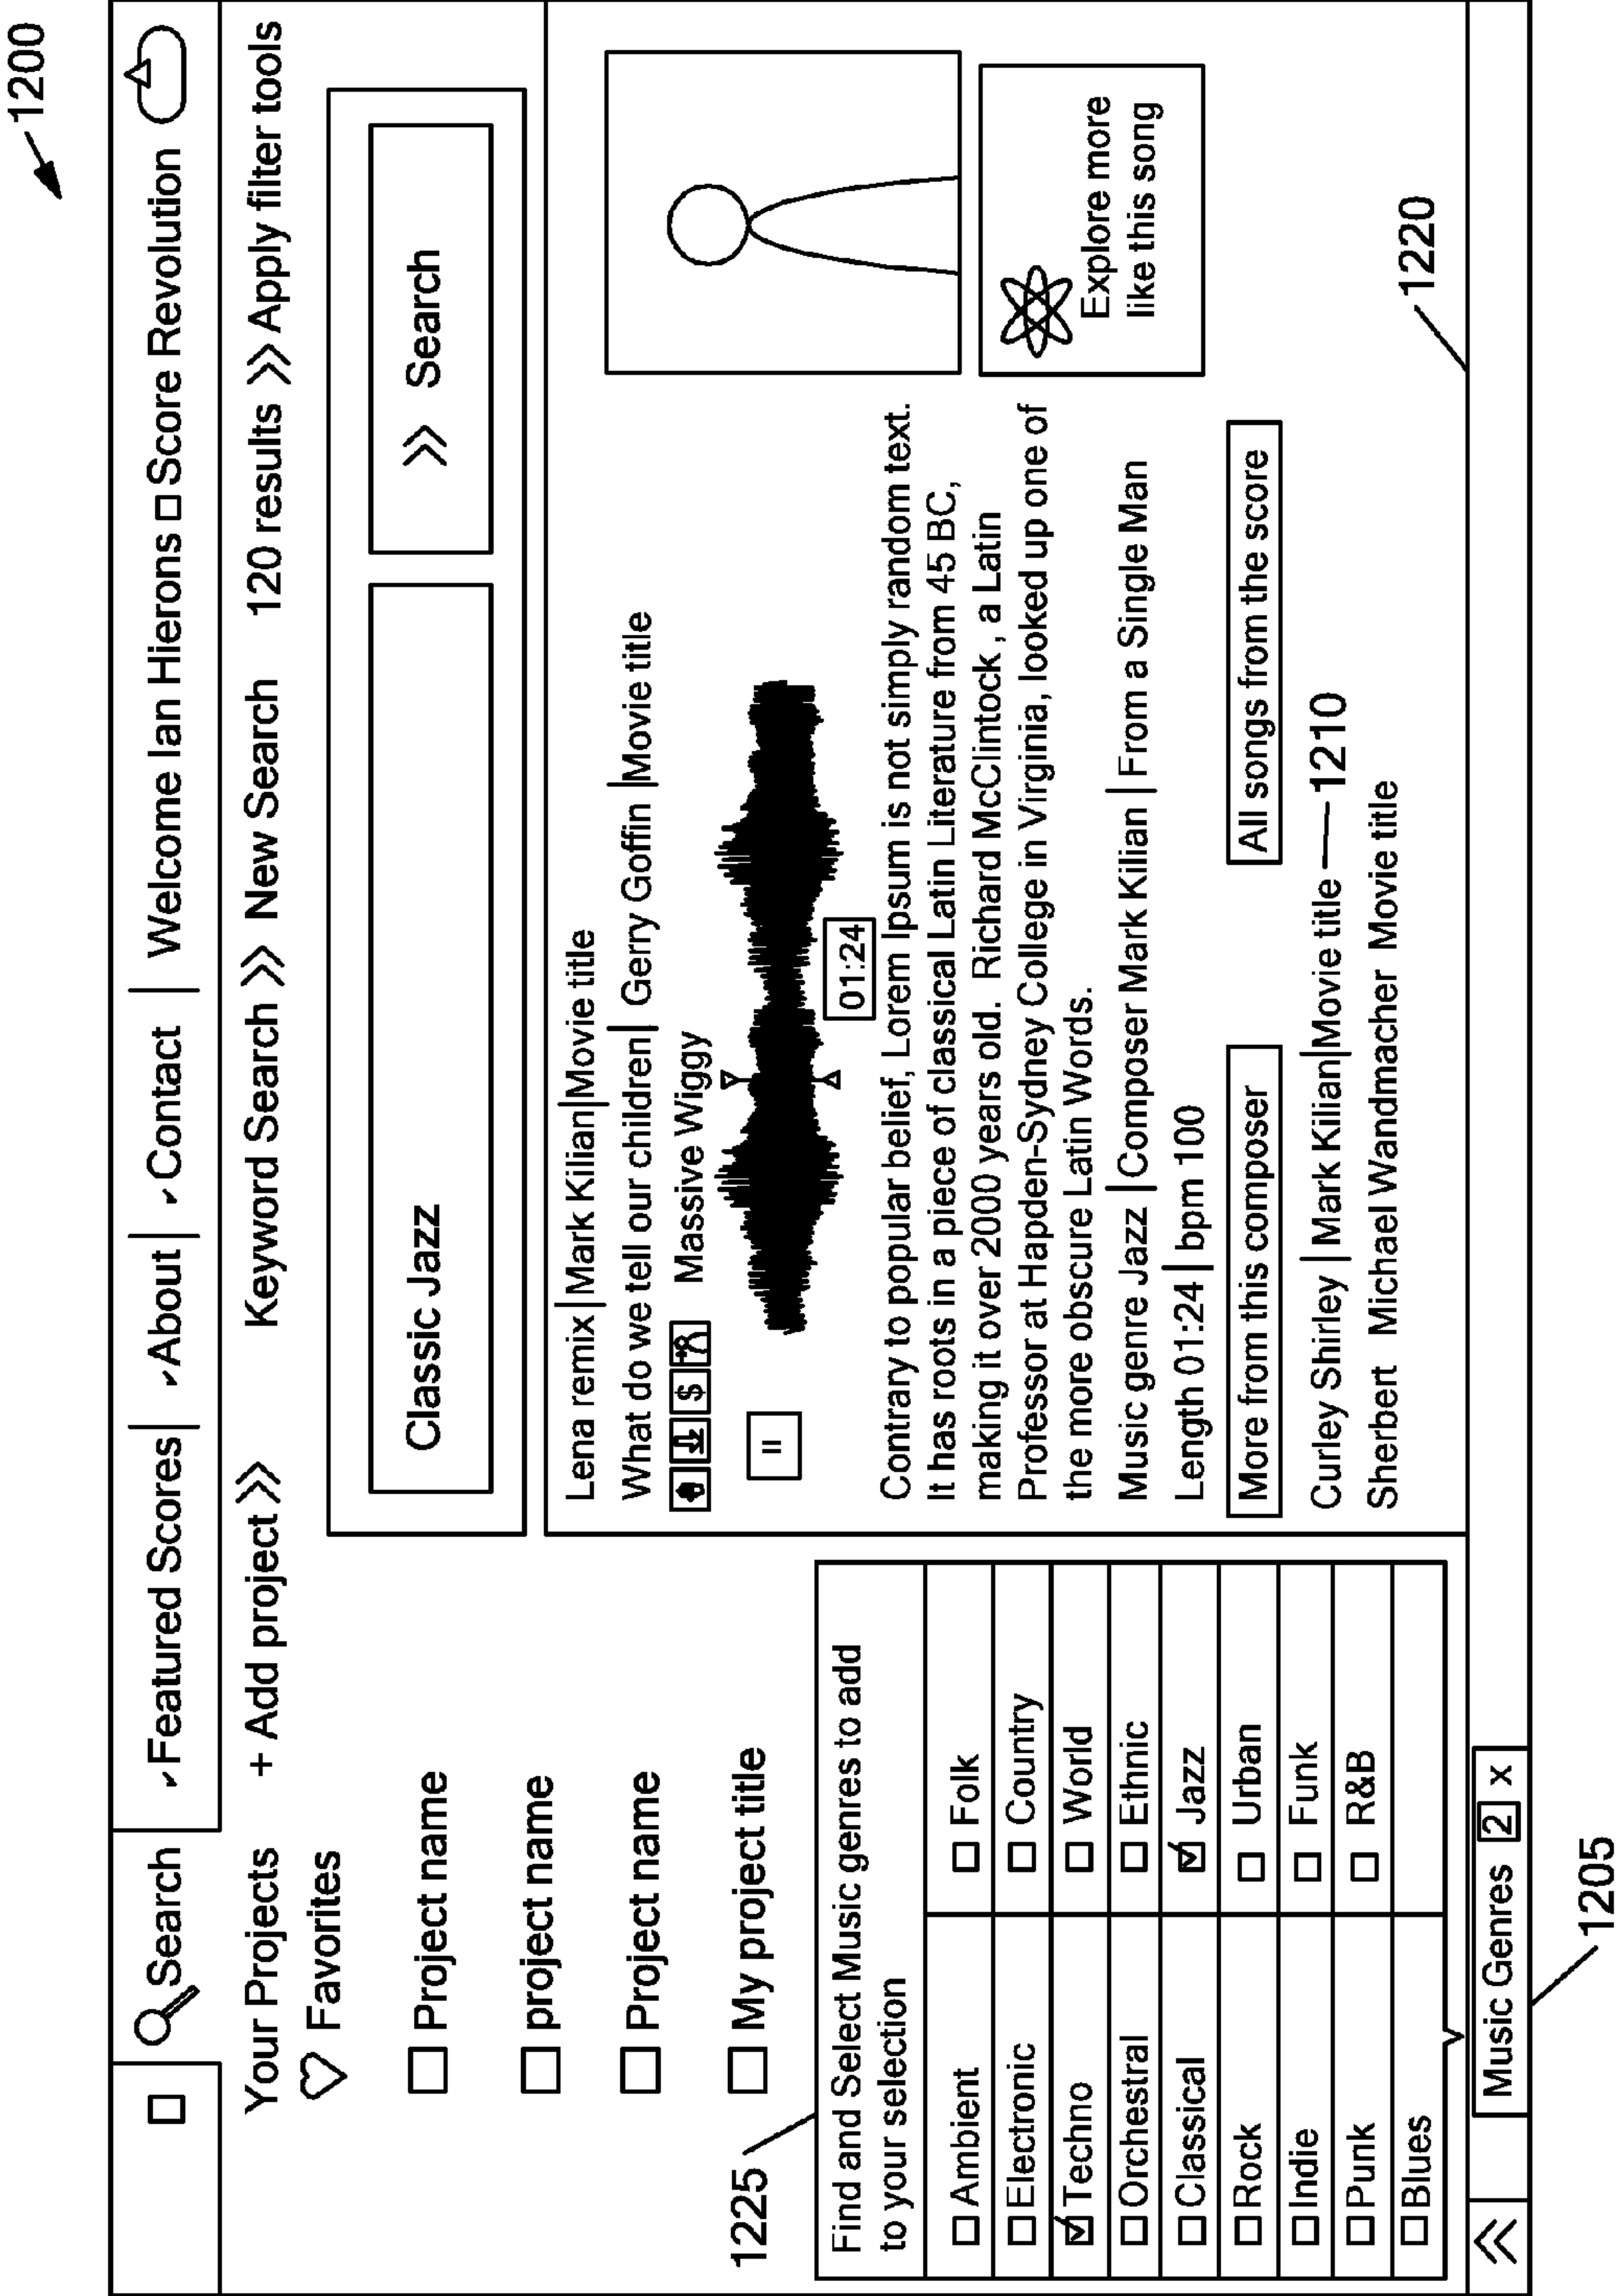 1200
Search
✓Featured Scores | ✓About | ✓Contact | Welcome Ian Hierons □ Score Revolution
Your Projects + Add project >> Keyword Search >> New Search 120 results >> Apply filter tools
Favorites
Project name
project name
Project name
My project title
Classic Jazz
>> Search
Lena remix | Mark Kilian | Movie title
What do we tell our children | Gerry Goffin | Movie title
$ Massive Wiggy
II
01:24
Contrary to popular belief, Lorem Ipsum is not simply random text.
It has roots in a piece of classical Latin Literature from 45 BC,
making it over 2000 years old. Richard McClintock , a Latin
Professor at Hapden-Sydney College in Virginia, looked up one of
the more obscure Latin Words.
Music genre Jazz | Composer Mark Kilian | From a Single Man
Length 01:24 | bpm 100
More from this composer
All songs from the score
Curley Shirley | Mark Kilian | Movie title
1210
Sherbert Michael Wandmacher Movie title
Explore more
like this song
1220
1225
Find and Select Music genres to add
to your selection
Ambient Folk
Electronic Country
Techno World
Orchestral Ethnic
Classical Jazz
Rock Urban
Indie Funk
Punk R&B
Blues
Music Genres 2 x
1205